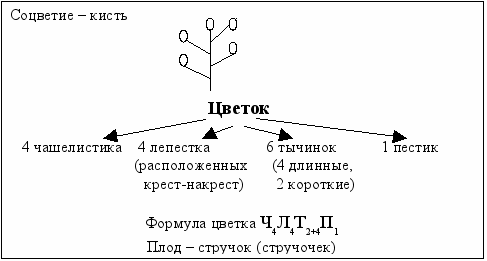 Соцветие – кисть
Цветок
4 чашелистика 4 лепестка 6 тычинок 1 пестик
(расположенных (4 длинные,
крест-накрест) 2 короткие)
Формула цветка Ч₄Л₄Т₂₊₄П₁
Плод – стручок (стручочек)